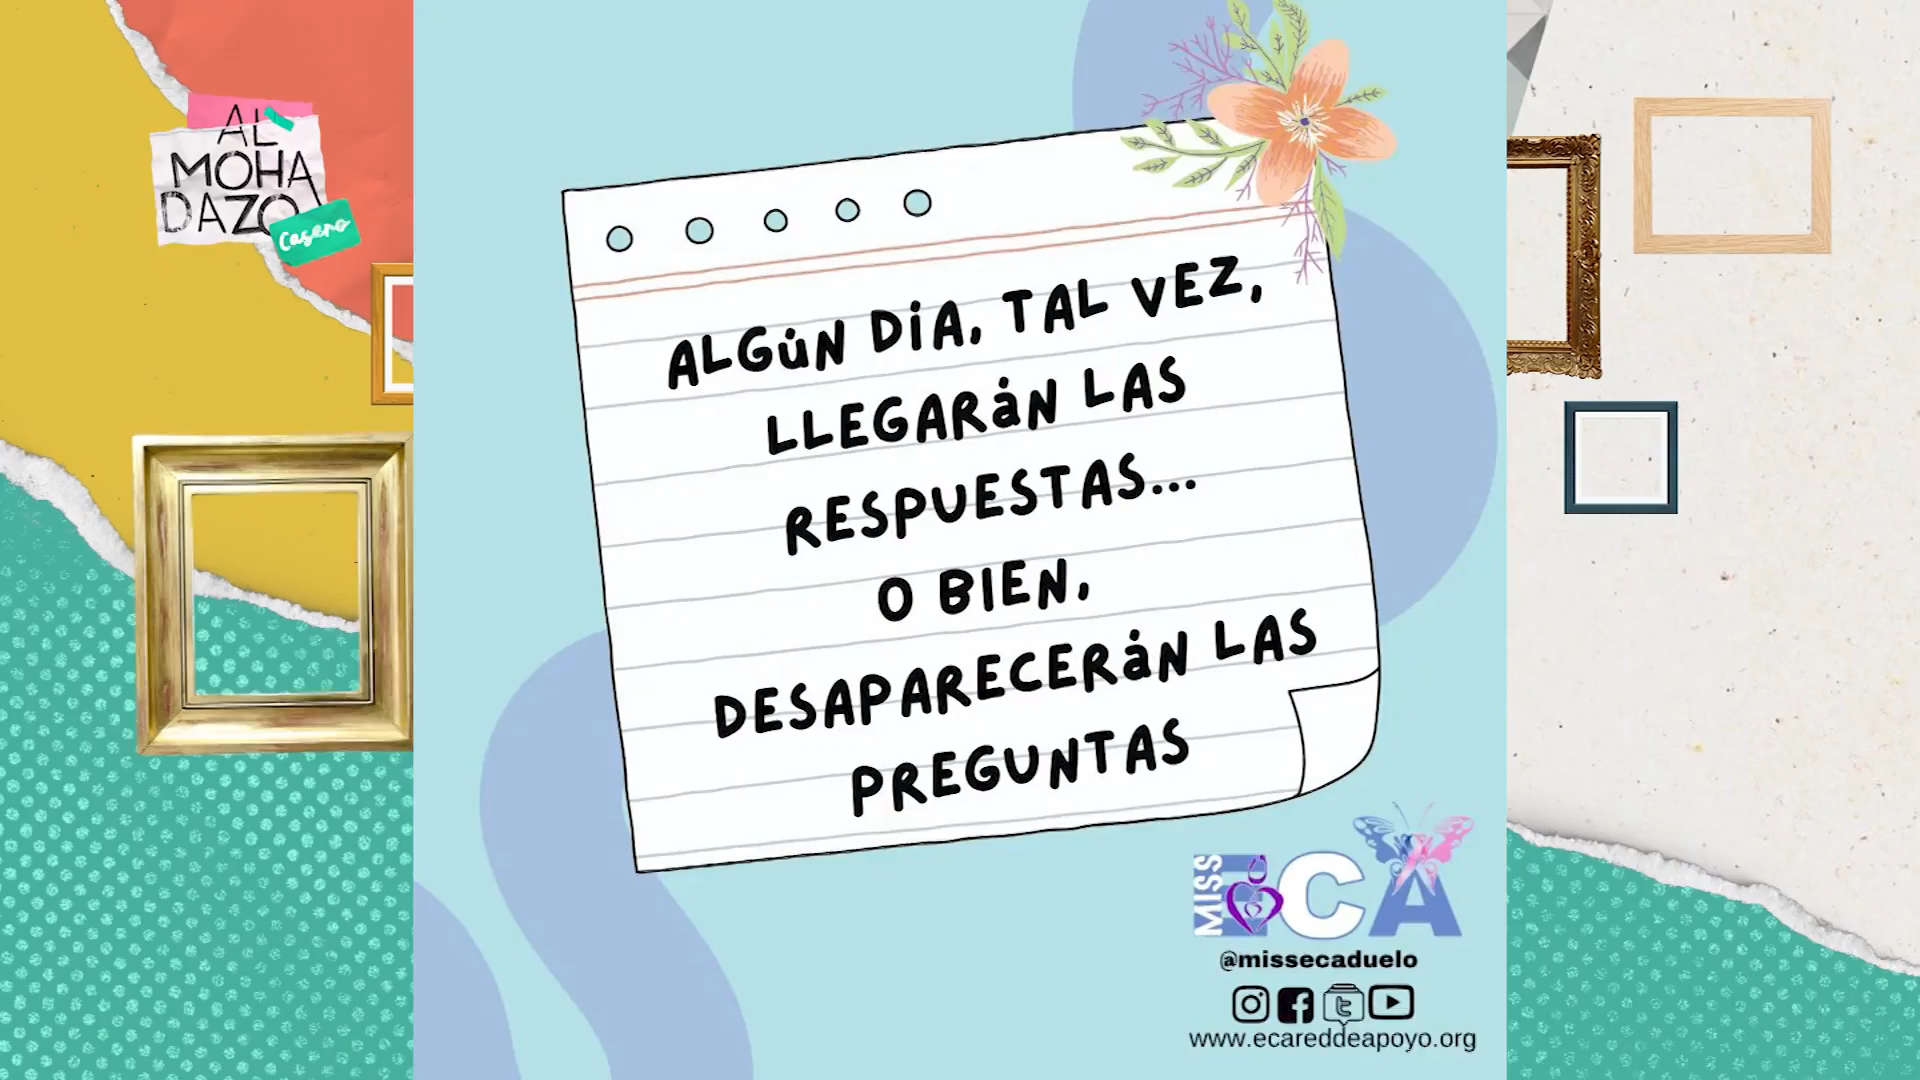 AL
MOHA
DAZO
casero
ALGÚN DÍA, TAL VEZ,
LLEGARÁN LAS
RESPUESTAS...
O BIEN,
DESAPARECERÁN LAS
PREGUNTAS
MISS
ECA
@missecaduelo
www.ecareddeapoyo.org